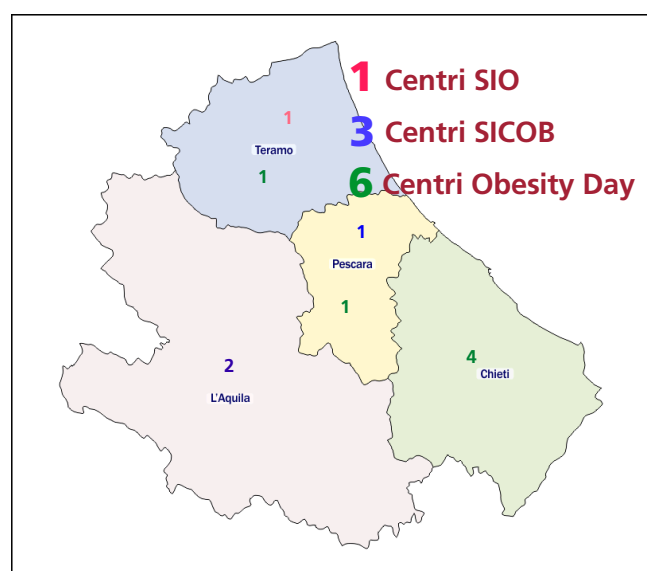 1 Centri SIO
1
3 Centri SICOB
Teramo
1
6 Centri Obesity Day
1
Pescara
1
4
2
Chieti
L'Aquila